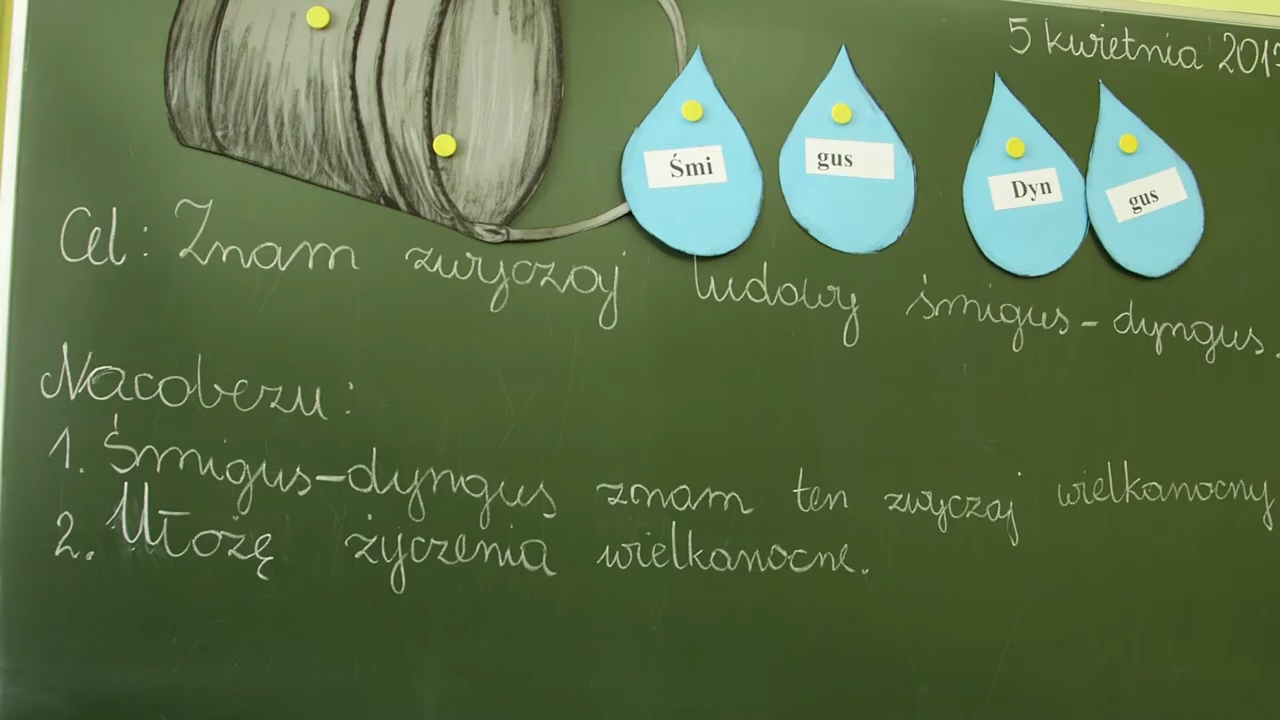 5 kwietnia 2017
Śmi gus Dyn gus
Cel: Znam zwyczaj ludowy śmigus-dyngus.
Nacobezu:
1. Śmigus-dyngus znam ten zwyczaj wielkanocny
2. Ułożę życzenia wielkanocne.